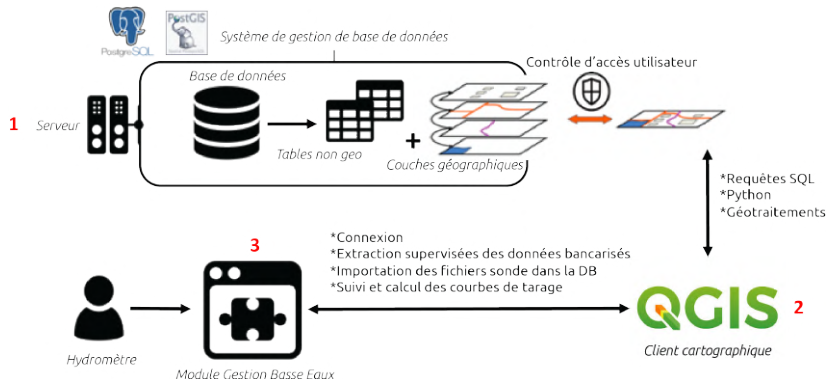 PostgreSQL
PostGIS
Système de gestion de base de données
Base de données
Contrôle d'accès utilisateur
1
Serveur
+
Tables non geo
Couches géographiques
*Requêtes SQL
*Python
*Géotraitements
3
*Connexion
*Extraction supervisées des données bancarisés
*Importation des fichiers sonde dans la DB
*Suivi et calcul des courbes de tarage
QGIS
2
Client cartographique
Hydromètre
Module Gestion Basse Eaux